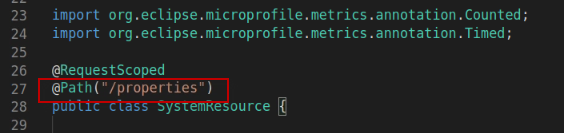 23 import org.eclipse.microprofile.metrics.annotation.Counted;
24 import org.eclipse.microprofile.metrics.annotation.Timed;
25
26 @RequestScoped
27 @Path("/properties")
28 public class SystemResource {
29